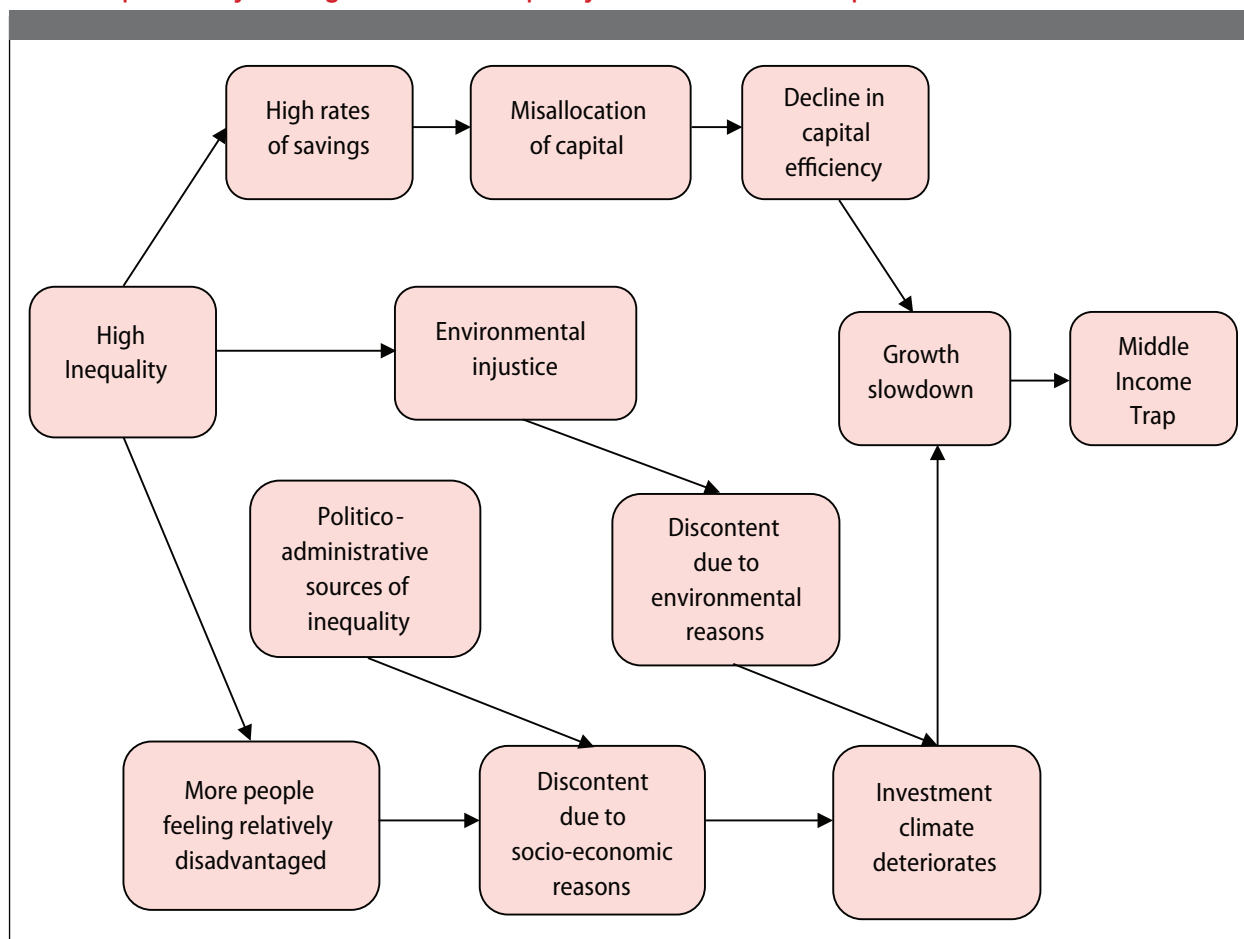 High rates
of savings
Misallocation
of capital
Decline in
capital
efficiency
High
Inequality
Environmental
injustice
Growth
slowdown
Middle
Income
Trap
Politico-
administrative
sources of
inequality
Discontent
due to
environmental
reasons
More people
feeling relatively
disadvantaged
Discontent
due to
socio-economic
reasons
Investment
climate
deteriorates